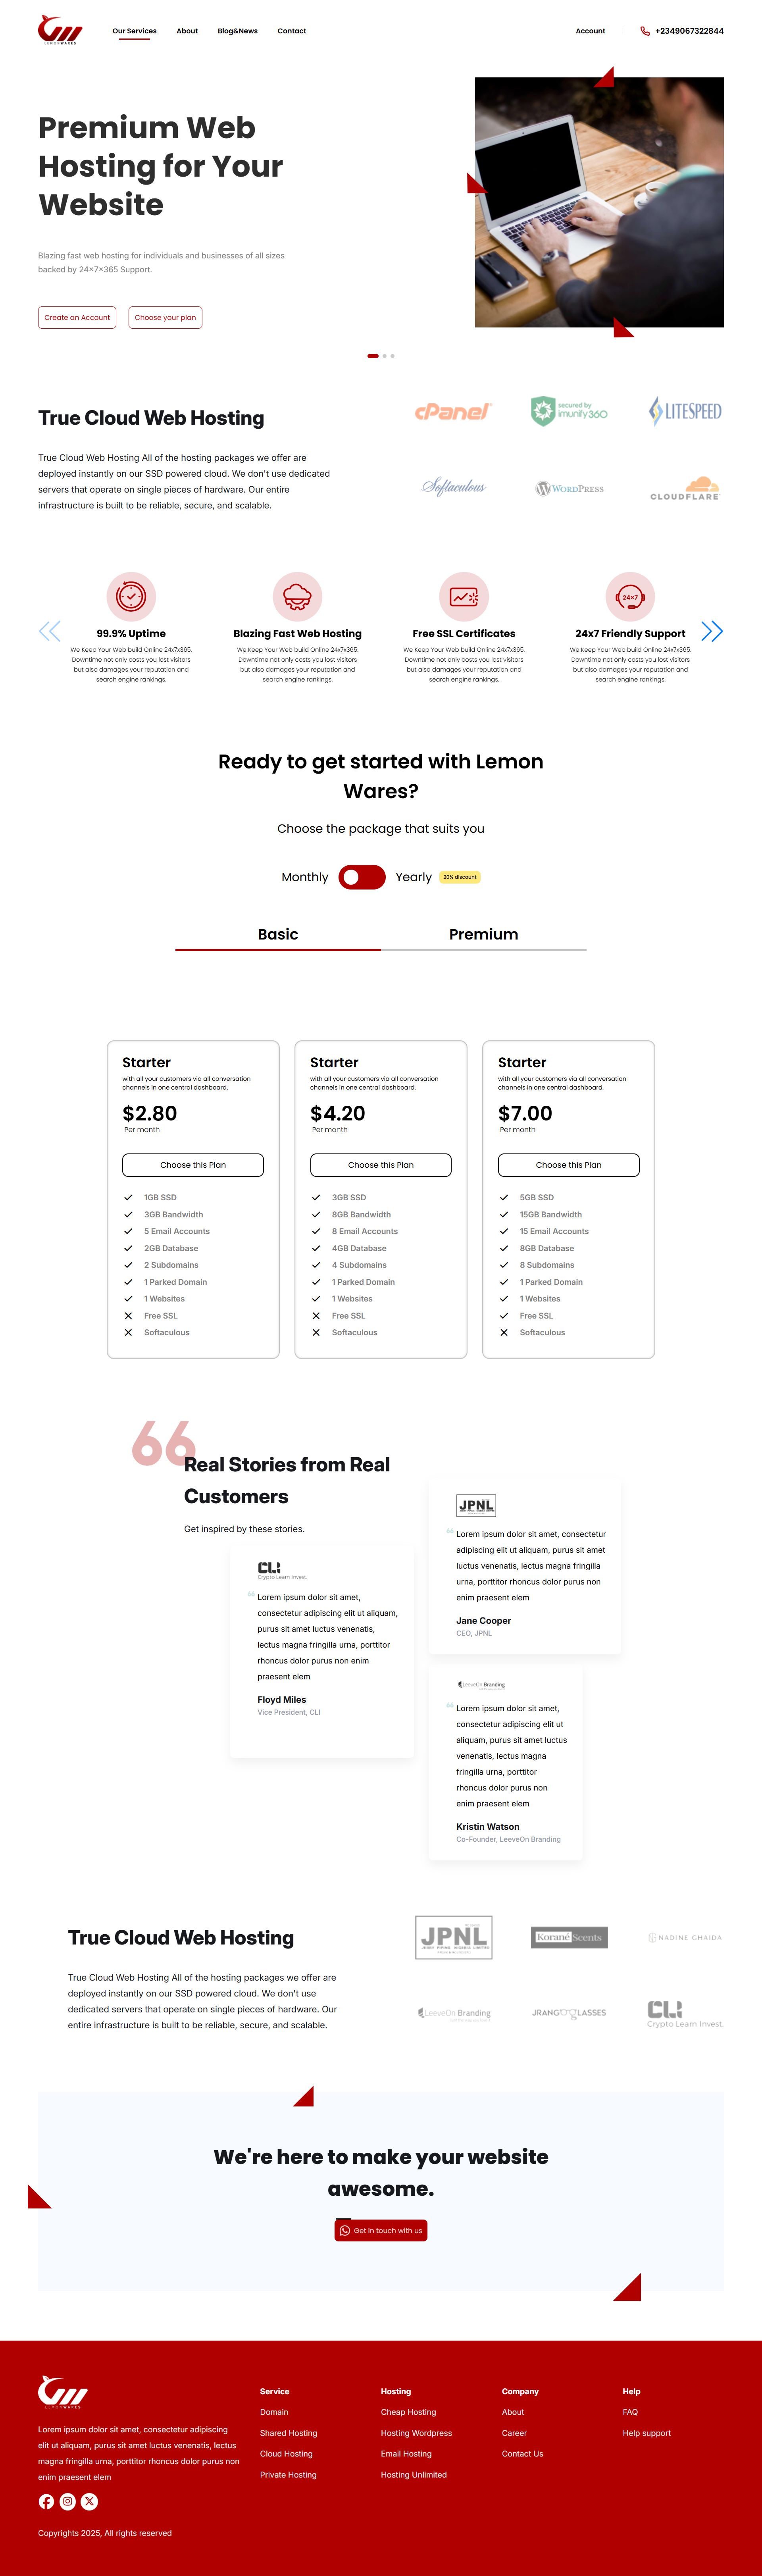 LEMONWARES
Our Services
About
Blog&News
Contact
Account
+2349067322844
Premium Web
Hosting for Your
Website
Blazing fast web hosting for individuals and businesses of all sizes
backed by 24x7x365 Support.
Create an Account
Choose your plan
True Cloud Web Hosting
True Cloud Web Hosting All of the hosting packages we offer are
deployed instantly on our SSD powered cloud. We don't use dedicated
servers that operate on single pieces of hardware. Our entire
infrastructure is built to be reliable, secure, and scalable.
cPanel
secured by
imunify360
LITESPEED
Softaculous
WORDPRESS
CLOUDFLARE
99.9% Uptime
We Keep Your Web build Online 24x7x365.
Downtime not only costs you lost visitors
but also damages your reputation and
search engine rankings.
Blazing Fast Web Hosting
We Keep Your Web build Online 24x7x365.
Downtime not only costs you lost visitors
but also damages your reputation and
search engine rankings.
Free SSL Certificates
We Keep Your Web build Online 24x7x365.
Downtime not only costs you lost visitors
but also damages your reputation and
search engine rankings.
24×7
24x7 Friendly Support
We Keep Your Web build Online 24x7x365.
Downtime not only costs you lost visitors
but also damages your reputation and
search engine rankings.
Ready to get started with Lemon
Wares?
Choose the package that suits you
Monthly
Yearly
20% discount
Basic
Premium
Starter
with all your customers via all conversation
channels in one central dashboard.
$2.80
Per month
Choose this Plan
1GB SSD
3GB Bandwidth
5 Email Accounts
2GB Database
2 Subdomains
1 Parked Domain
1 Websites
Free SSL
Softaculous
Starter
with all your customers via all conversation
channels in one central dashboard.
$4.20
Per month
Choose this Plan
3GB SSD
8GB Bandwidth
8 Email Accounts
4GB Database
4 Subdomains
1 Parked Domain
1 Websites
Free SSL
Softaculous
Starter
with all your customers via all conversation
channels in one central dashboard.
$7.00
Per month
Choose this Plan
5GB SSD
15GB Bandwidth
15 Email Accounts
8GB Database
8 Subdomains
1 Parked Domain
1 Websites
Free SSL
Softaculous
Real Stories from Real
Customers
Get inspired by these stories.
CLI
Crypto Learn Invest
Lorem ipsum dolor sit amet,
consectetur adipiscing elit ut aliquam,
purus sit amet luctus venenatis,
lectus magna fringilla urna, porttitor
rhoncus dolor purus non enim
praesent elem
Floyd Miles
Vice President, CLI
JPNL
Lorem ipsum dolor sit amet, consectetur
adipiscing elit ut aliquam, purus sit amet
luctus venenatis, lectus magna fringilla
urna, porttitor rhoncus dolor purus non
enim praesent elem
Jane Cooper
CEO, JPNL
LeeveOn Branding
Lorem ipsum dolor sit amet,
consectetur adipiscing elit ut
aliquam, purus sit amet luctus
venenatis, lectus magna
fringilla urna, porttitor
rhoncus dolor purus non
enim praesent elem
Kristin Watson
Co-Founder, LeeveOn Branding
True Cloud Web Hosting
True Cloud Web Hosting All of the hosting packages we offer are
deployed instantly on our SSD powered cloud. We don't use
dedicated servers that operate on single pieces of hardware. Our
entire infrastructure is built to be reliable, secure, and scalable.
JPNL
Korané Scents
NADINE GHAIDA
LeeveOn Branding
JRANGGLASSES
CLI
Crypto Learn Invest
We're here to make your website
awesome.
Get in touch with us
LEMONWARES
Lorem ipsum dolor sit amet, consectetur adipiscing
elit ut aliquam, purus sit amet luctus venenatis, lectus
magna fringilla urna, porttitor rhoncus dolor purus non
enim praesent elem
Copyrights 2025, All rights reserved
Service
Domain
Shared Hosting
Cloud Hosting
Private Hosting
Hosting
Cheap Hosting
Hosting Wordpress
Email Hosting
Hosting Unlimited
Company
About
Career
Contact Us
Help
FAQ
Help support